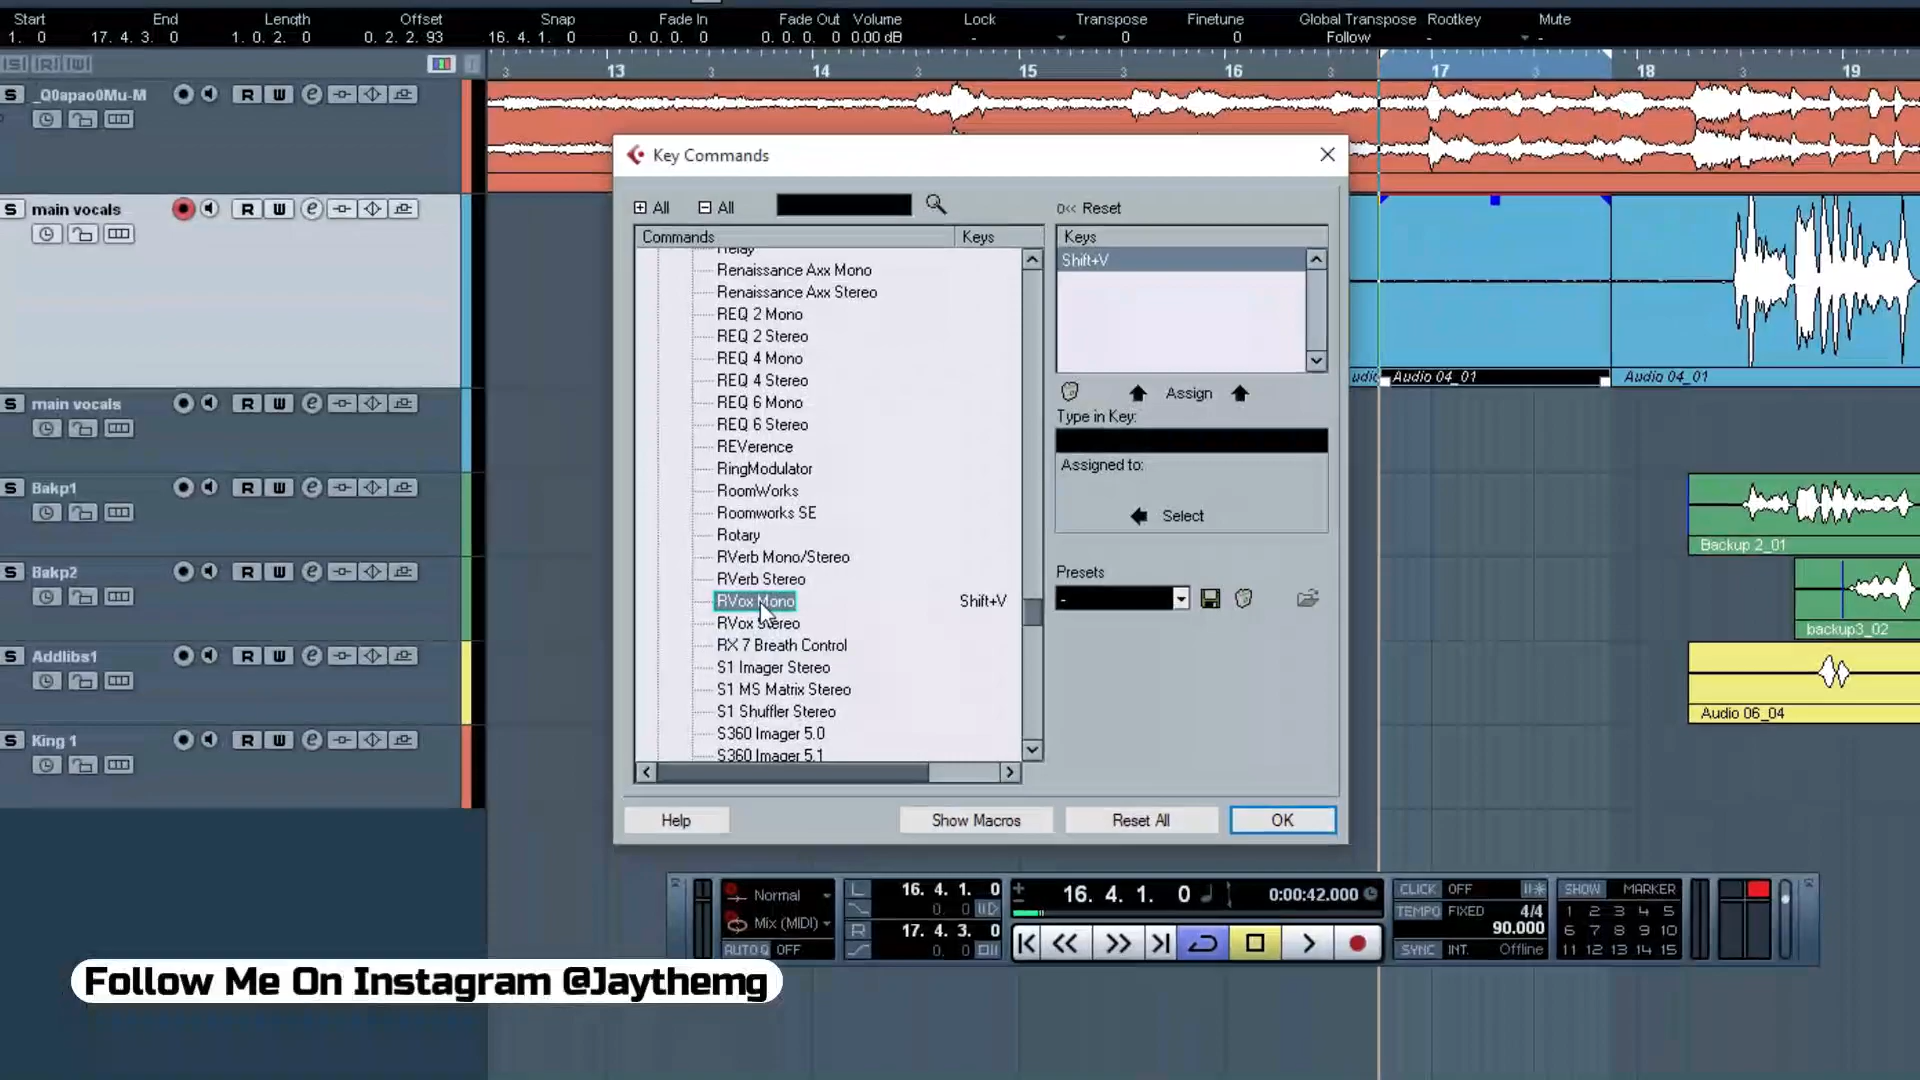 Start End Length Offset Snap Fade In Fade Out Volume Lock Transpose Finetune Global Transpose Rootkey Mute
1. 0 17. 4. 3. 0 1. 0. 2. 0 0. 2. 2. 93 16. 4. 1. 0 0. 0. 0. 0 0. 0. 0. 0 0.00 dB - 0 0 Follow - -
3 13 3 14 3 15 3 16 3 17 3 18 3 19
S _Q0apao0Mu-M R W e
S main vocals R W e
S main vocals R W e
S Bakp1 R W e
S Bakp2 R W e
S Addlibs1 R W e
S King 1 R W e
Audio 04_01
Audio 04_01
Backup 2_01
backup3_02
Audio 06_04
Key Commands
All All
0<< Reset
Commands Keys
Relay
Renaissance Axx Mono
Renaissance Axx Stereo
REQ 2 Mono
REQ 2 Stereo
REQ 4 Mono
REQ 4 Stereo
REQ 6 Mono
REQ 6 Stereo
REVerence
RingModulator
RoomWorks
Roomworks SE
Rotary
RVerb Mono/Stereo
RVerb Stereo
RVox Mono Shift+V
RVox Stereo
RX 7 Breath Control
S1 Imager Stereo
S1 MS Matrix Stereo
S1 Shuffler Stereo
S360 Imager 5.0
S360 Imager 5.1
Keys
Shift+V
Assign
Type in Key:
Assigned to:
Select
Presets
-
Help Show Macros Reset All OK
Normal
Mix (MIDI)
AUTO Q OFF
L 16. 4. 1. 0
0. 0
R 17. 4. 3. 0
0. 0
16. 4. 1. 0 0:00:42.000
CLICK OFF
TEMPO FIXED 4/4
90.000
SYNC INT. Offline
SHOW MARKER
1 2 3 4 5
6 7 8 9 10
11 12 13 14 15
Follow Me On Instagram @Jaythemg